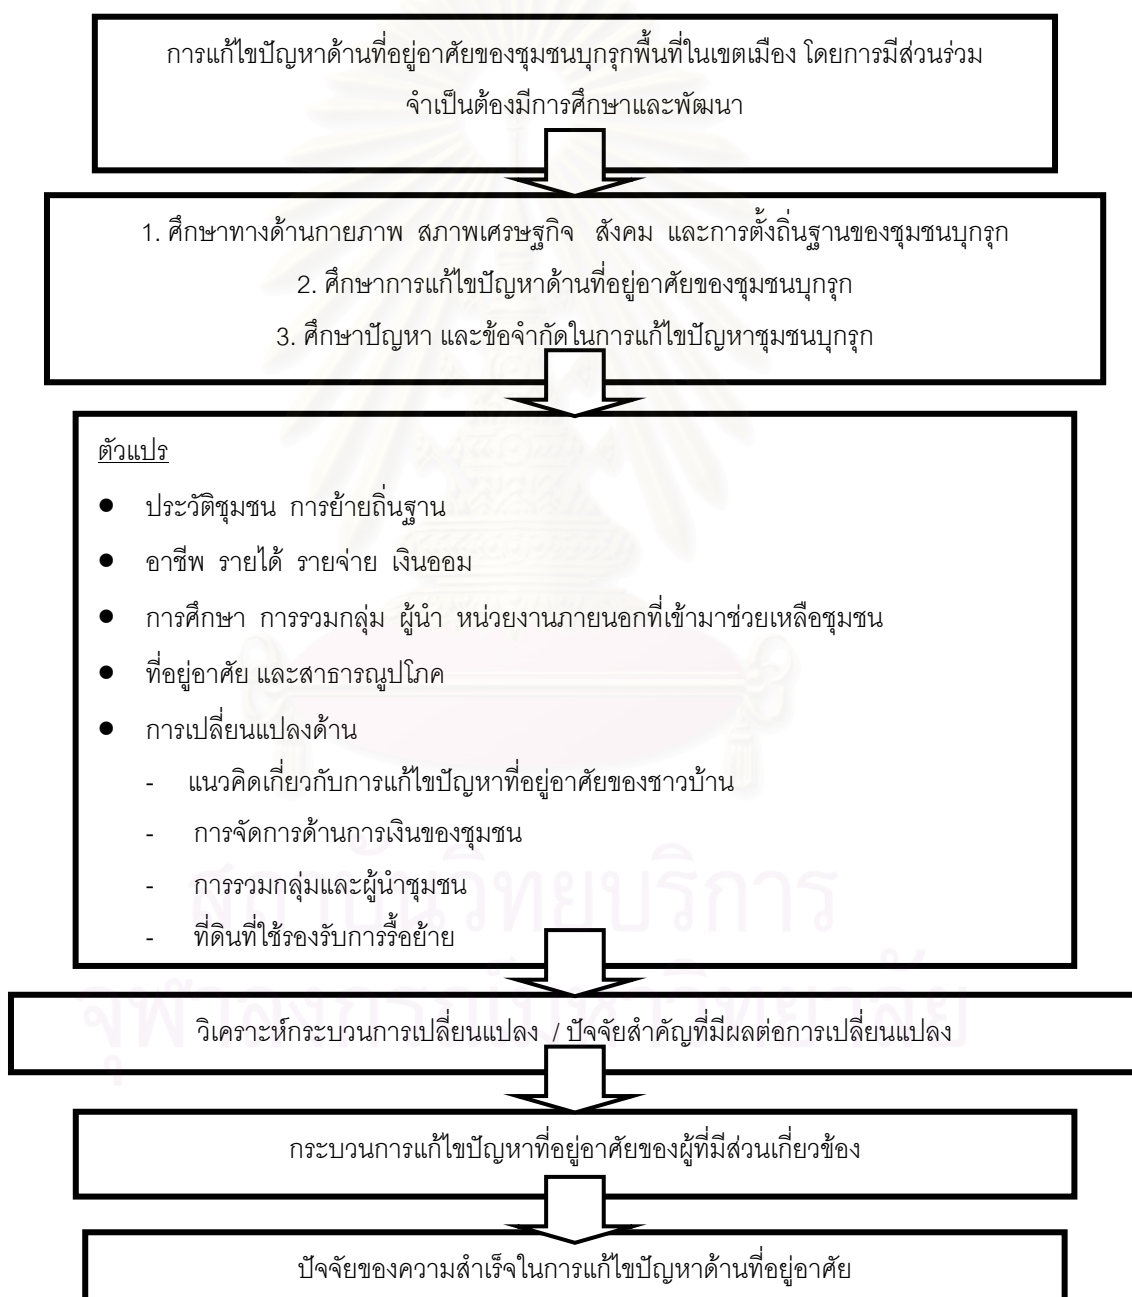 การแก้ไขปัญหาด้านที่อยู่อาศัยของชุมชนบุกรุกพื้นที่ในเขตเมือง โดยการมีส่วนร่วม
จำเป็นต้องมีการศึกษาและพัฒนา
1. ศึกษาทางด้านกายภาพ สภาพเศรษฐกิจ สังคม และการตั้งถิ่นฐานของชุมชนบุกรุก
2. ศึกษาการแก้ไขปัญหาด้านที่อยู่อาศัยของชุมชนบุกรุก
3. ศึกษาปัญหา และข้อจำกัดในการแก้ไขปัญหาชุมชนบุกรุก
ตัวแปร
● ประวัติชุมชน การย้ายถิ่นฐาน
● อาชีพ รายได้ รายจ่าย เงินออม
● การศึกษา การรวมกลุ่ม ผู้นำ หน่วยงานภายนอกที่เข้ามาช่วยเหลือชุมชน
● ที่อยู่อาศัย และสาธารณูปโภค
● การเปลี่ยนแปลงด้าน
- แนวคิดเกี่ยวกับการแก้ไขปัญหาที่อยู่อาศัยของชาวบ้าน
- การจัดการด้านการเงินของชุมชน
- การรวมกลุ่มและผู้นำชุมชน
- ที่ดินที่ใช้รองรับการรื้อย้าย
สถาบันวิทยบริการ
จุฬาลงกรณ์มหาวิทยาลัย
วิเคราะห์กระบวนการเปลี่ยนแปลง / ปัจจัยสำคัญที่มีผลต่อการเปลี่ยนแปลง
กระบวนการแก้ไขปัญหาที่อยู่อาศัยของผู้ที่มีส่วนเกี่ยวข้อง
ปัจจัยของความสำเร็จในการแก้ไขปัญหาด้านที่อยู่อาศัย